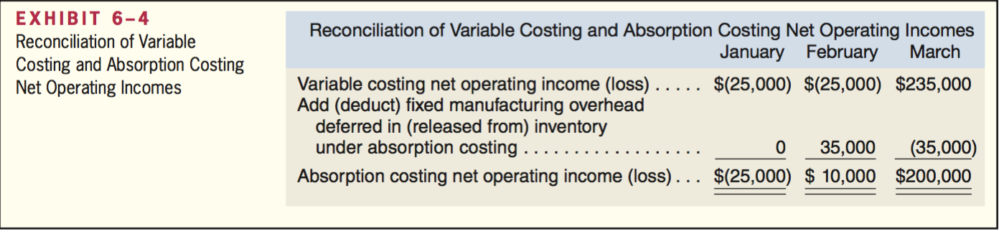 EXHIBIT 6–4
Reconciliation of Variable
Costing and Absorption Costing
Net Operating Incomes
Reconciliation of Variable Costing and Absorption Costing Net Operating Incomes
January February March
Variable costing net operating income (loss) . . . . . $(25,000) $(25,000) $235,000
Add (deduct) fixed manufacturing overhead
deferred in (released from) inventory
under absorption costing . . . . . . . . . . . . . . . . . . 0 35,000 (35,000)
Absorption costing net operating income (loss) . . . $(25,000) $ 10,000 $200,000